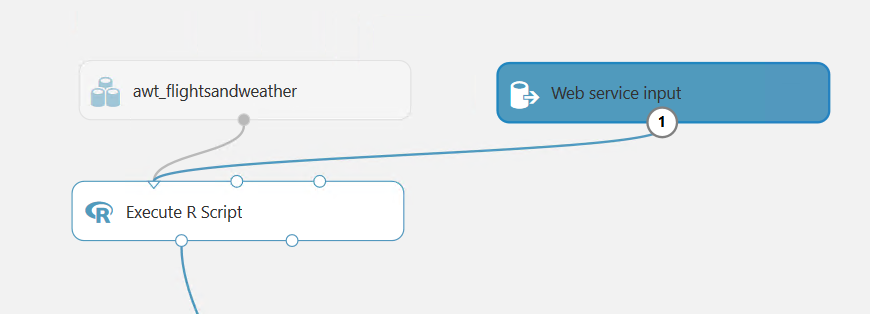 awt_flightsandweather
Web service input
1
Execute R Script